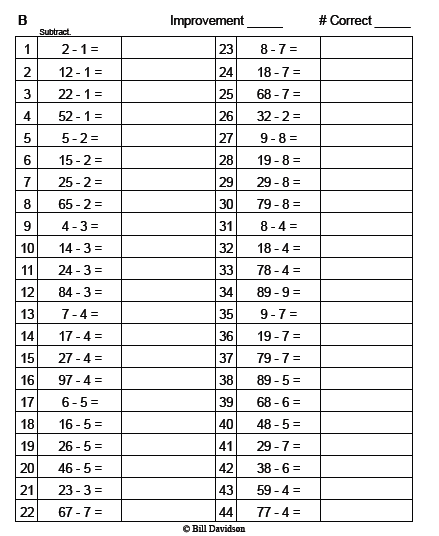 B Improvement _____ # Correct _____
Subtract.
1 2 - 1 = 23 8 - 7 =
2 12 - 1 = 24 18 - 7 =
3 22 - 1 = 25 68 - 7 =
4 52 - 1 = 26 32 - 2 =
5 5 - 2 = 27 9 - 8 =
6 15 - 2 = 28 19 - 8 =
7 25 - 2 = 29 29 - 8 =
8 65 - 2 = 30 79 - 8 =
9 4 - 3 = 31 8 - 4 =
10 14 - 3 = 32 18 - 4 =
11 24 - 3 = 33 78 - 4 =
12 84 - 3 = 34 89 - 9 =
13 7 - 4 = 35 9 - 7 =
14 17 - 4 = 36 19 - 7 =
15 27 - 4 = 37 79 - 7 =
16 97 - 4 = 38 89 - 5 =
17 6 - 5 = 39 68 - 6 =
18 16 - 5 = 40 48 - 5 =
19 26 - 5 = 41 29 - 7 =
20 46 - 5 = 42 38 - 6 =
21 23 - 3 = 43 59 - 4 =
22 67 - 7 = 44 77 - 4 =
© Bill Davidson